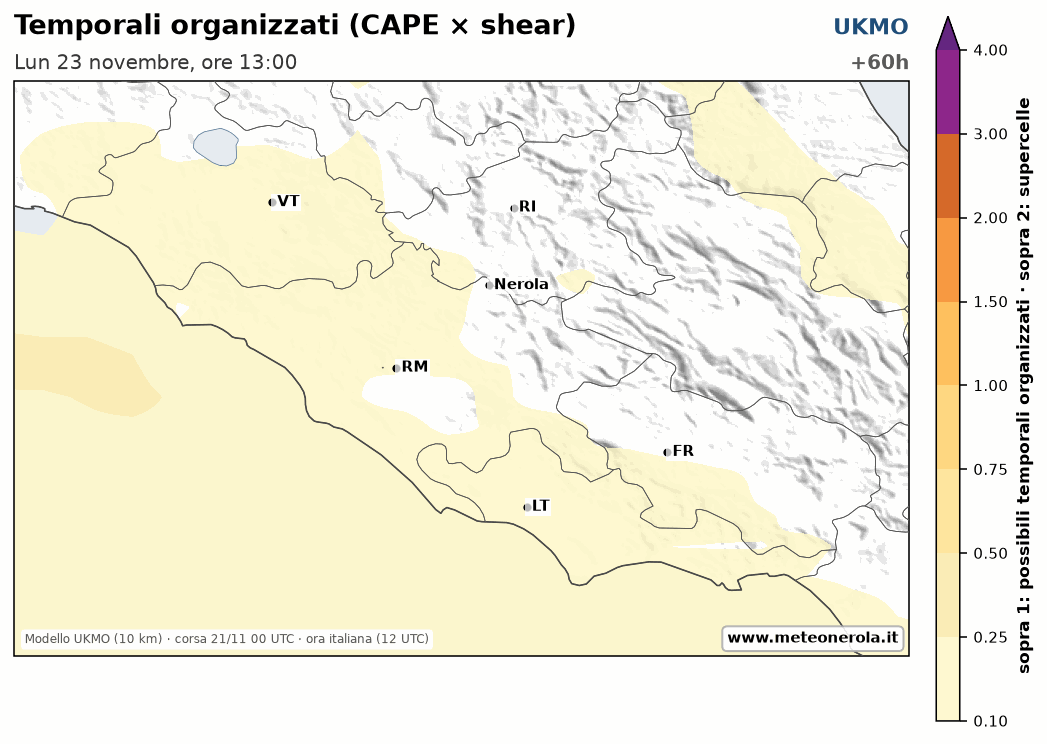 Temporali organizzati (CAPE × shear)
UKMO
Lun 23 novembre, ore 13:00
+60h
VT
RI
Nerola
RM
FR
LT
Modello UKMO (10 km) · corsa 21/11 00 UTC · ora italiana (12 UTC)
www.meteonerola.it
4.00
3.00
2.00
1.50
1.00
0.75
0.50
0.25
0.10
sopra 1: possibili temporali organizzati · sopra 2: supercelle